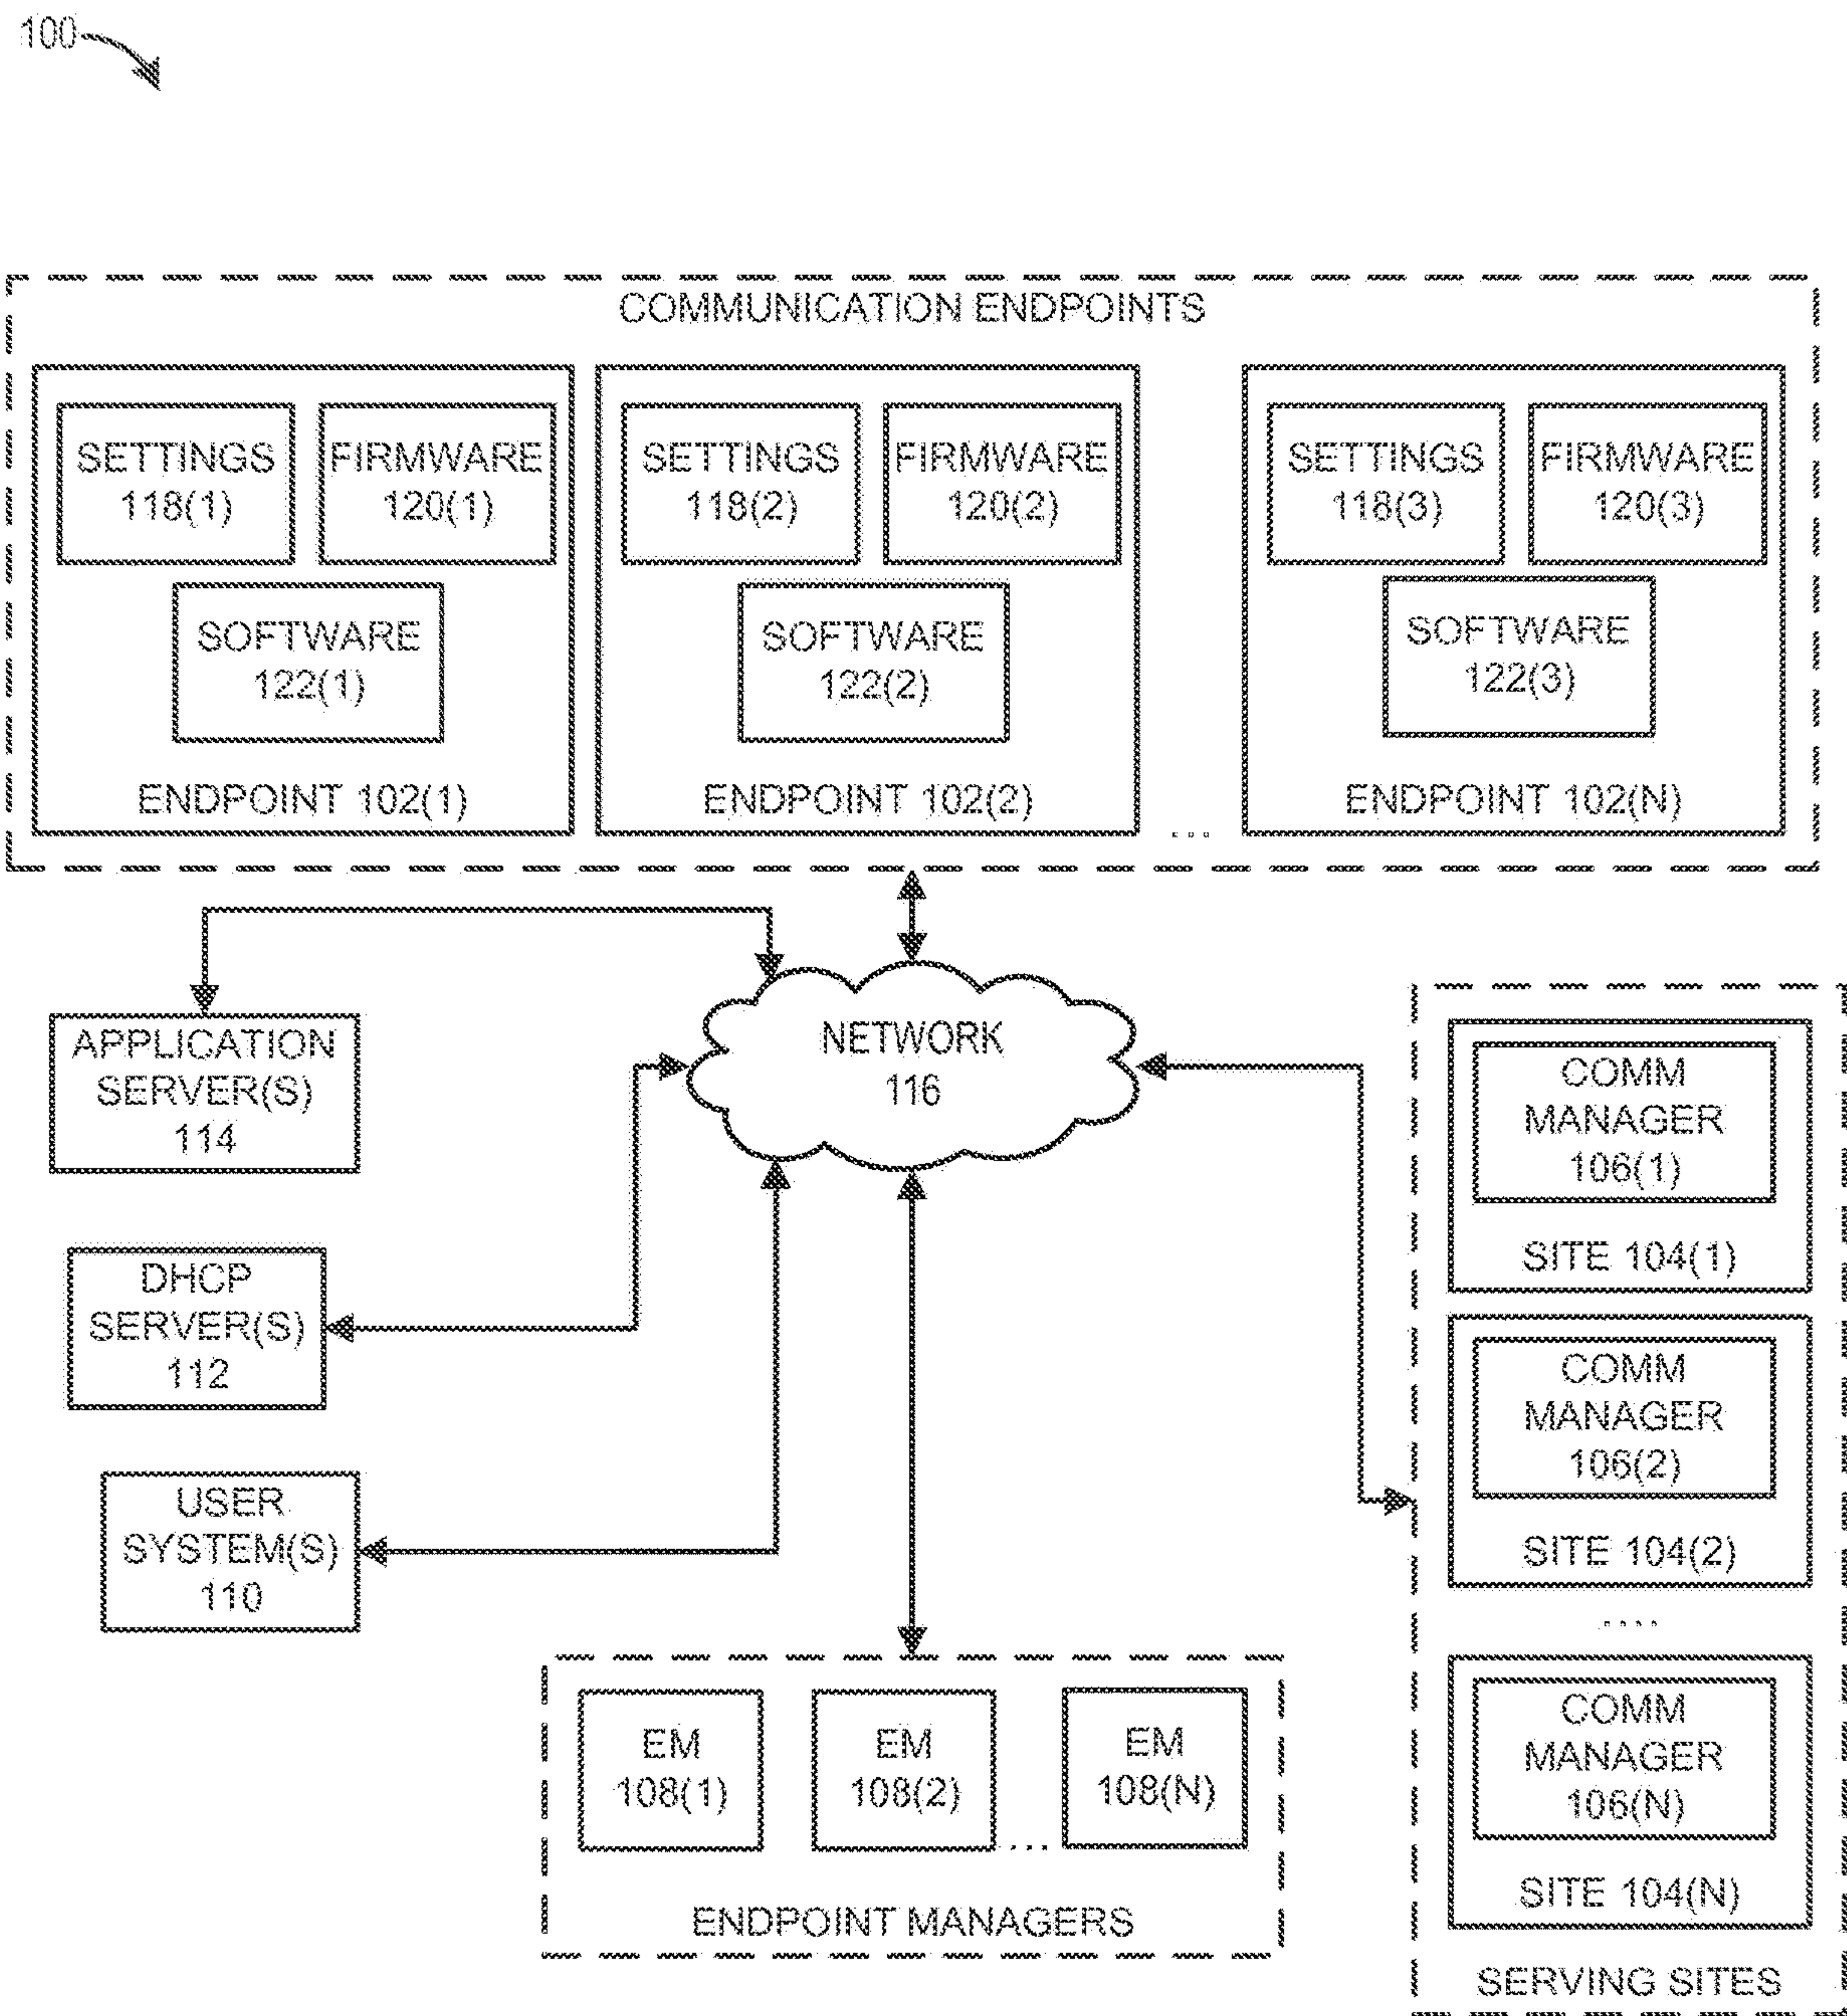 100
COMMUNICATION ENDPOINTS
SETTINGS
118(1)
FIRMWARE
120(1)
SOFTWARE
122(1)
ENDPOINT 102(1)
SETTINGS
118(2)
FIRMWARE
120(2)
SOFTWARE
122(2)
ENDPOINT 102(2)
...
SETTINGS
118(3)
FIRMWARE
120(3)
SOFTWARE
122(3)
ENDPOINT 102(N)
APPLICATION
SERVER(S)
114
NETWORK
116
DHCP
SERVER(S)
112
USER
SYSTEM(S)
110
EM
108(1)
EM
108(2)
...
EM
108(N)
ENDPOINT MANAGERS
COMM
MANAGER
106(1)
SITE 104(1)
COMM
MANAGER
106(2)
SITE 104(2)
....
COMM
MANAGER
106(N)
SITE 104(N)
SERVING SITES